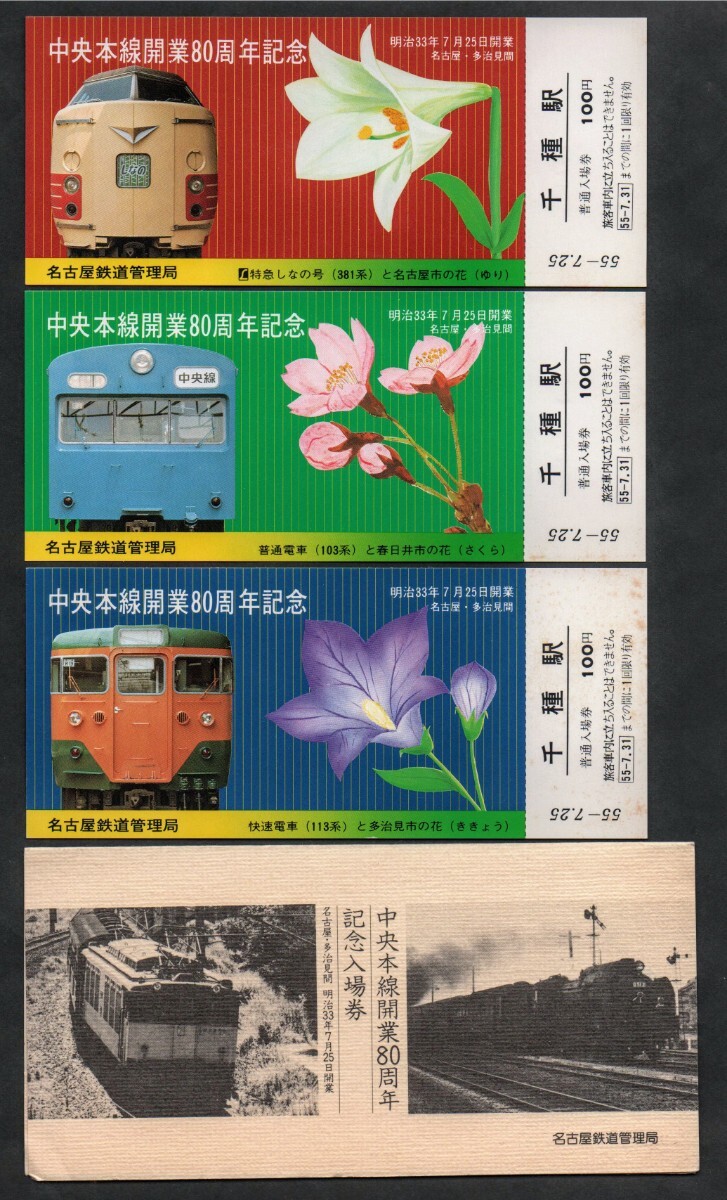 中央本線開業80周年記念
明治33年7月25日開業
名古屋・多治見間
しなの
名古屋鉄道管理局
L特急しなの号（381系）と名古屋市の花（ゆり）
千種駅
普通入場券 100円
旅客車内に立ち入ることはできません。
55-7.31までの間に1回限り有効
55-7.25
中央本線開業80周年記念
明治33年7月25日開業
名古屋・多治見間
中央線
名古屋鉄道管理局
普通電車（103系）と春日井市の花（さくら）
千種駅
普通入場券 100円
旅客車内に立ち入ることはできません。
55-7.31までの間に1回限り有効
55-7.25
中央本線開業80周年記念
明治33年7月25日開業
名古屋・多治見間
名古屋鉄道管理局
快速電車（113系）と多治見市の花（ききょう）
千種駅
普通入場券 100円
旅客車内に立ち入ることはできません。
55-7.31までの間に1回限り有効
55-7.25
中央本線開業80周年
記念入場券
名古屋・多治見間 明治33年7月25日開業
名古屋鉄道管理局